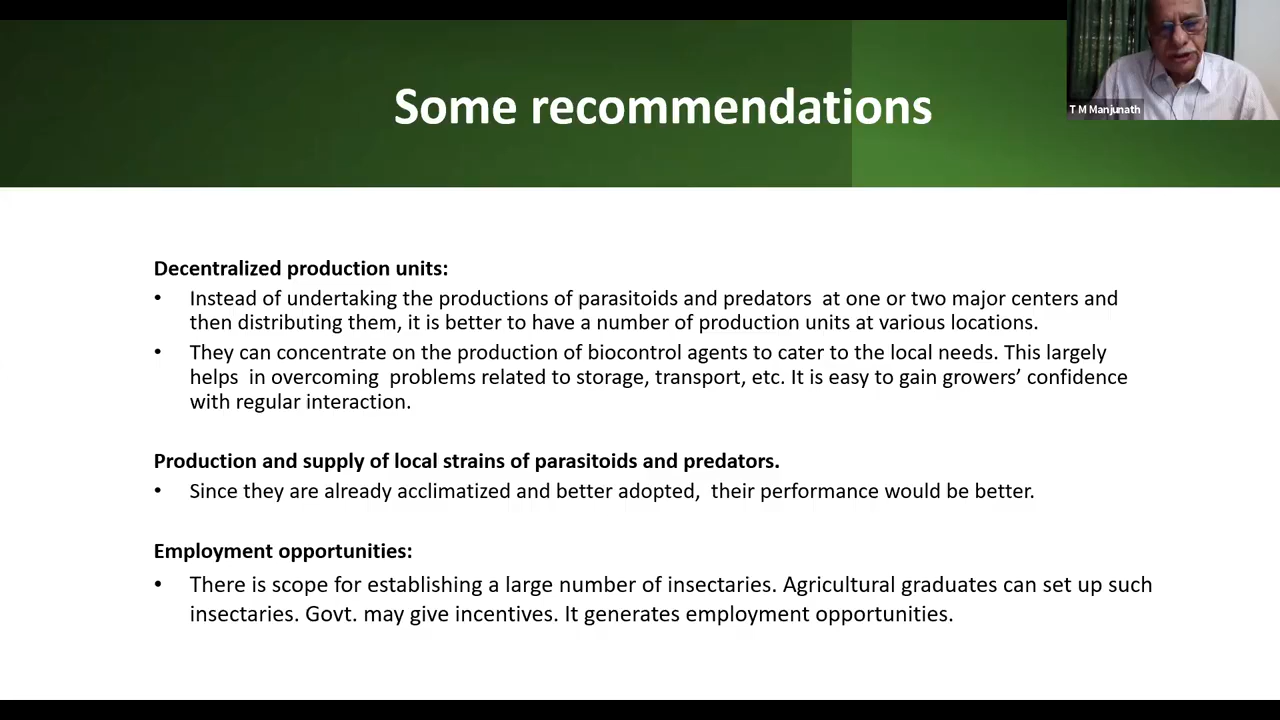 Some recommendations
T M Manjunath
Decentralized production units:
• Instead of undertaking the productions of parasitoids and predators at one or two major centers and
then distributing them, it is better to have a number of production units at various locations.
• They can concentrate on the production of biocontrol agents to cater to the local needs. This largely
helps in overcoming problems related to storage, transport, etc. It is easy to gain growers’ confidence
with regular interaction.
Production and supply of local strains of parasitoids and predators.
• Since they are already acclimatized and better adopted, their performance would be better.
Employment opportunities:
• There is scope for establishing a large number of insectaries. Agricultural graduates can set up such
insectaries. Govt. may give incentives. It generates employment opportunities.